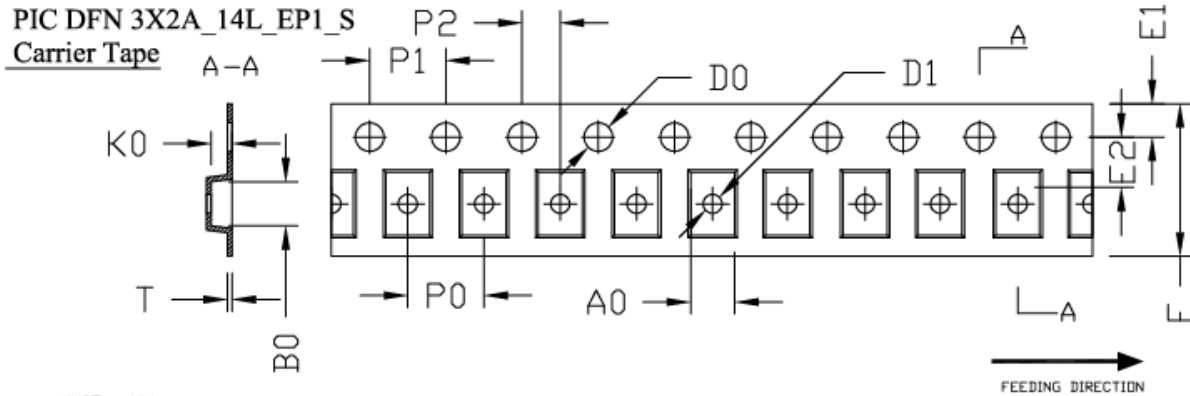 PIC DFN 3X2A_14L_EP1_S
Carrier Tape
A-A
P2
P1
D0
D1
A
E1
K0
E2
T
P0
A0
B0
A
FEEDING DIRECTION